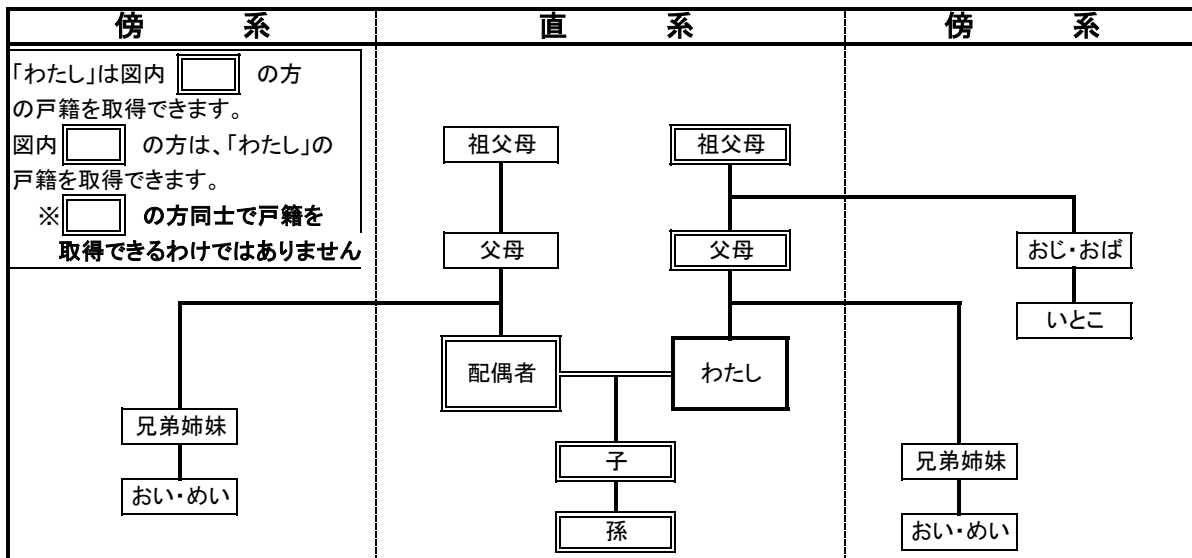 傍系
直系
傍系
「わたし」は図内 の方
の戸籍を取得できます。
図内 の方は、「わたし」の
戸籍を取得できます。
※ の方同士で戸籍を
取得できるわけではありません
祖父母
祖父母
父母
父母
おじ・おば
いとこ
配偶者
わたし
兄弟姉妹
子
兄弟姉妹
おい・めい
孫
おい・めい